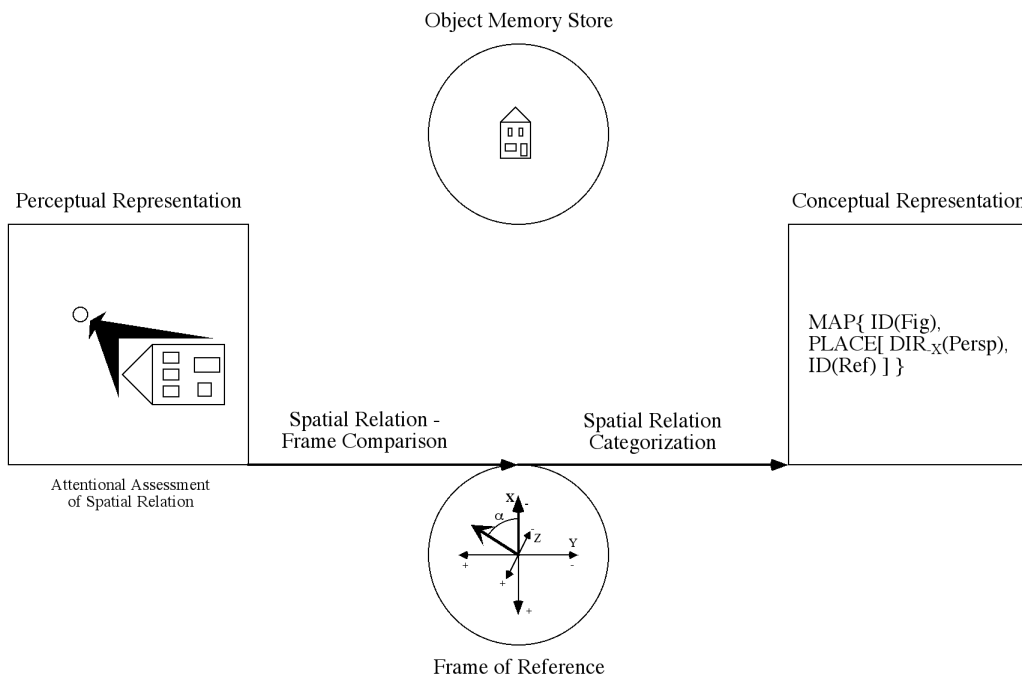 Object Memory Store
Perceptual Representation
Conceptual Representation
MAP{ ID(Fig),
PLACE[ DIR-X(Persp),
ID(Ref) ] }
Spatial Relation -
Frame Comparison
Spatial Relation
Categorization
Attentional Assessment
of Spatial Relation
X -
α
- Z
Y
+ -
+
+
Frame of Reference